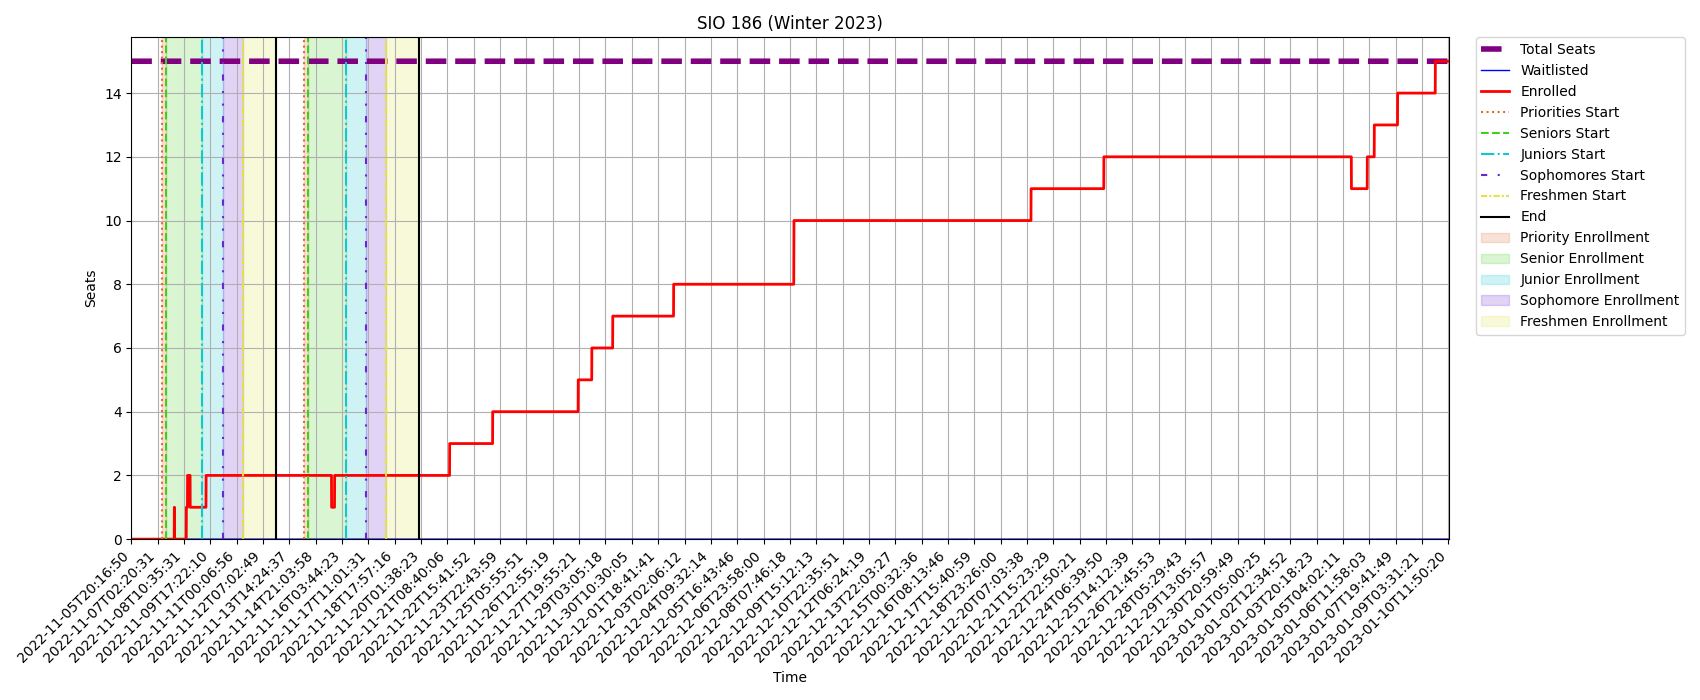 SIO 186 (Winter 2023)
Seats
14
12
10
8
6
4
2
0
2022-11-05T20:16:50
2022-11-07T02:20:31
2022-11-08T10:35:31
2022-11-09T17:22:10
2022-11-11T00:06:56
2022-11-12T07:02:49
2022-11-13T14:24:37
2022-11-14T21:03:58
2022-11-16T03:44:23
2022-11-17T11:01:31
2022-11-18T17:57:16
2022-11-20T01:38:23
2022-11-21T08:40:06
2022-11-22T15:41:52
2022-11-23T22:43:59
2022-11-25T05:55:51
2022-11-26T12:55:19
2022-11-27T19:55:21
2022-11-29T03:05:18
2022-11-30T10:30:05
2022-12-01T18:41:41
2022-12-03T02:06:12
2022-12-04T09:32:14
2022-12-05T16:43:46
2022-12-06T23:58:00
2022-12-08T07:46:18
2022-12-09T15:12:13
2022-12-10T22:35:51
2022-12-12T06:24:19
2022-12-13T22:03:27
2022-12-15T00:32:36
2022-12-16T08:13:46
2022-12-17T15:40:59
2022-12-18T23:26:00
2022-12-20T07:03:38
2022-12-21T15:23:29
2022-12-22T22:50:21
2022-12-24T06:39:50
2022-12-25T14:12:39
2022-12-26T21:45:53
2022-12-28T05:29:43
2022-12-29T13:05:57
2022-12-30T20:59:49
2023-01-01T05:00:25
2023-01-02T12:34:52
2023-01-03T20:18:23
2023-01-05T04:02:11
2023-01-06T11:58:03
2023-01-07T19:41:49
2023-01-09T03:31:21
2023-01-10T11:50:20
Time
Total Seats
Waitlisted
Enrolled
Priorities Start
Seniors Start
Juniors Start
Sophomores Start
Freshmen Start
End
Priority Enrollment
Senior Enrollment
Junior Enrollment
Sophomore Enrollment
Freshmen Enrollment